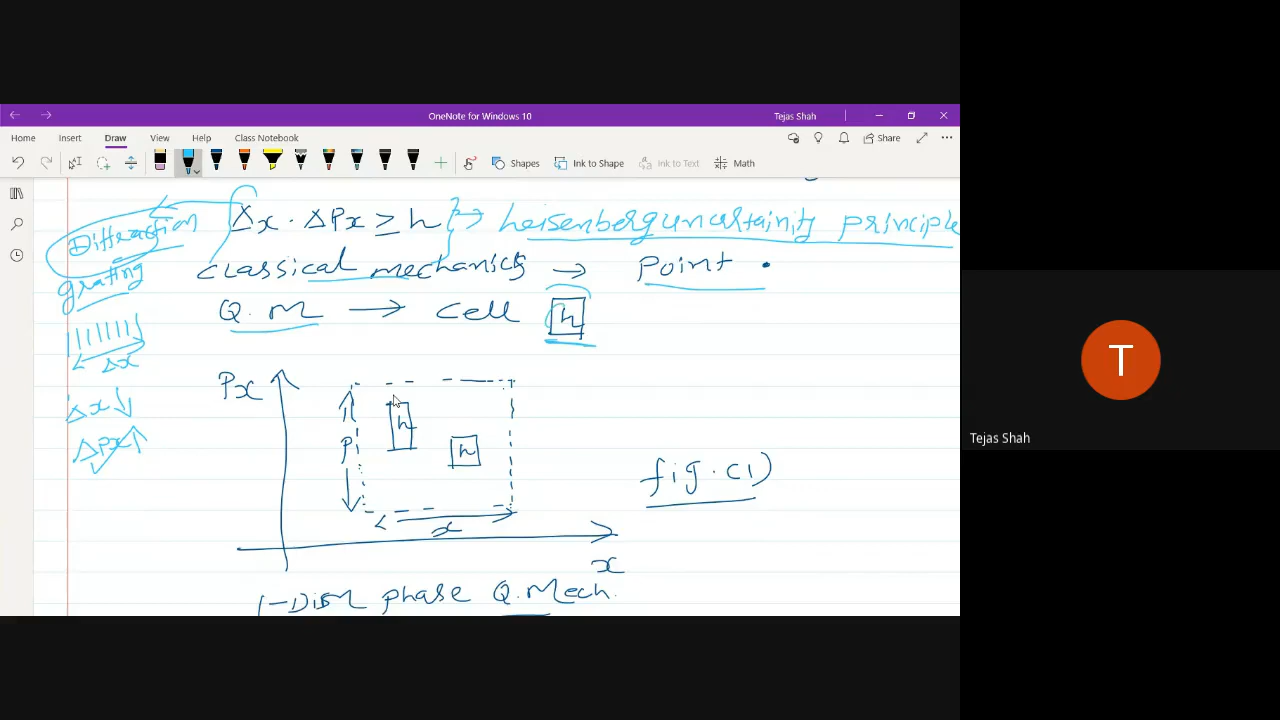 OneNote for Windows 10
Tejas Shah
Home Insert Draw View Help Class Notebook
Share
Shapes
Ink to Shape
Ink to Text
Math
Δx · ΔPx ≥ h } → heisenberg uncertainity principle
Diffraction
grating
Δx
Δx ↓
ΔPx ↑
classical mechanics → Point •
Q.M → cell h
Px
h
P
h
x
x
fig.(1)
1-Dim phase Q.Mech.
T
Tejas Shah